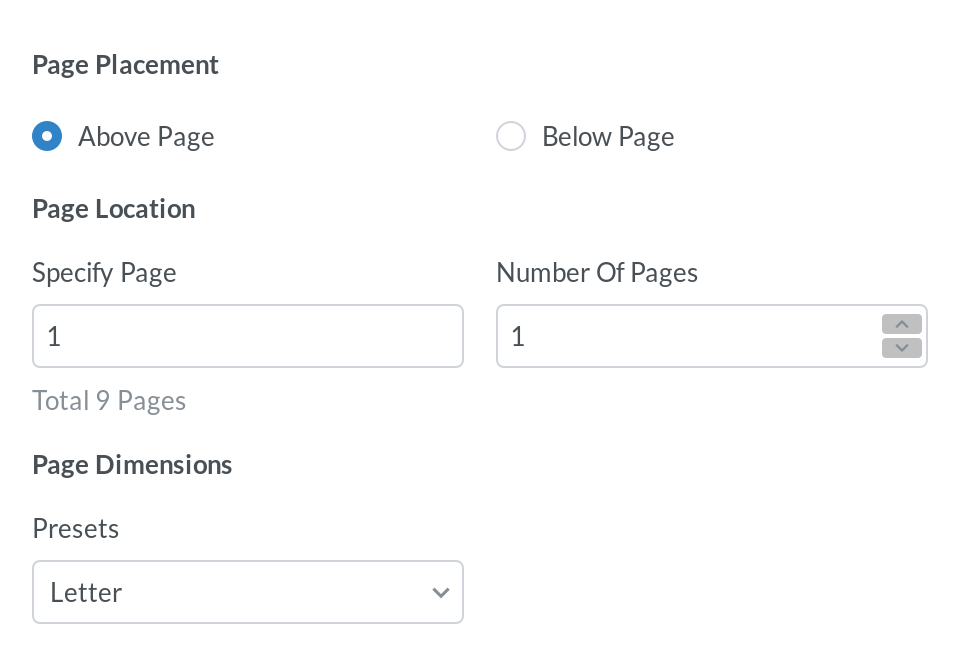 Page Placement
Above Page
Below Page
Page Location
Specify Page
Number Of Pages
1
1
Total 9 Pages
Page Dimensions
Presets
Letter